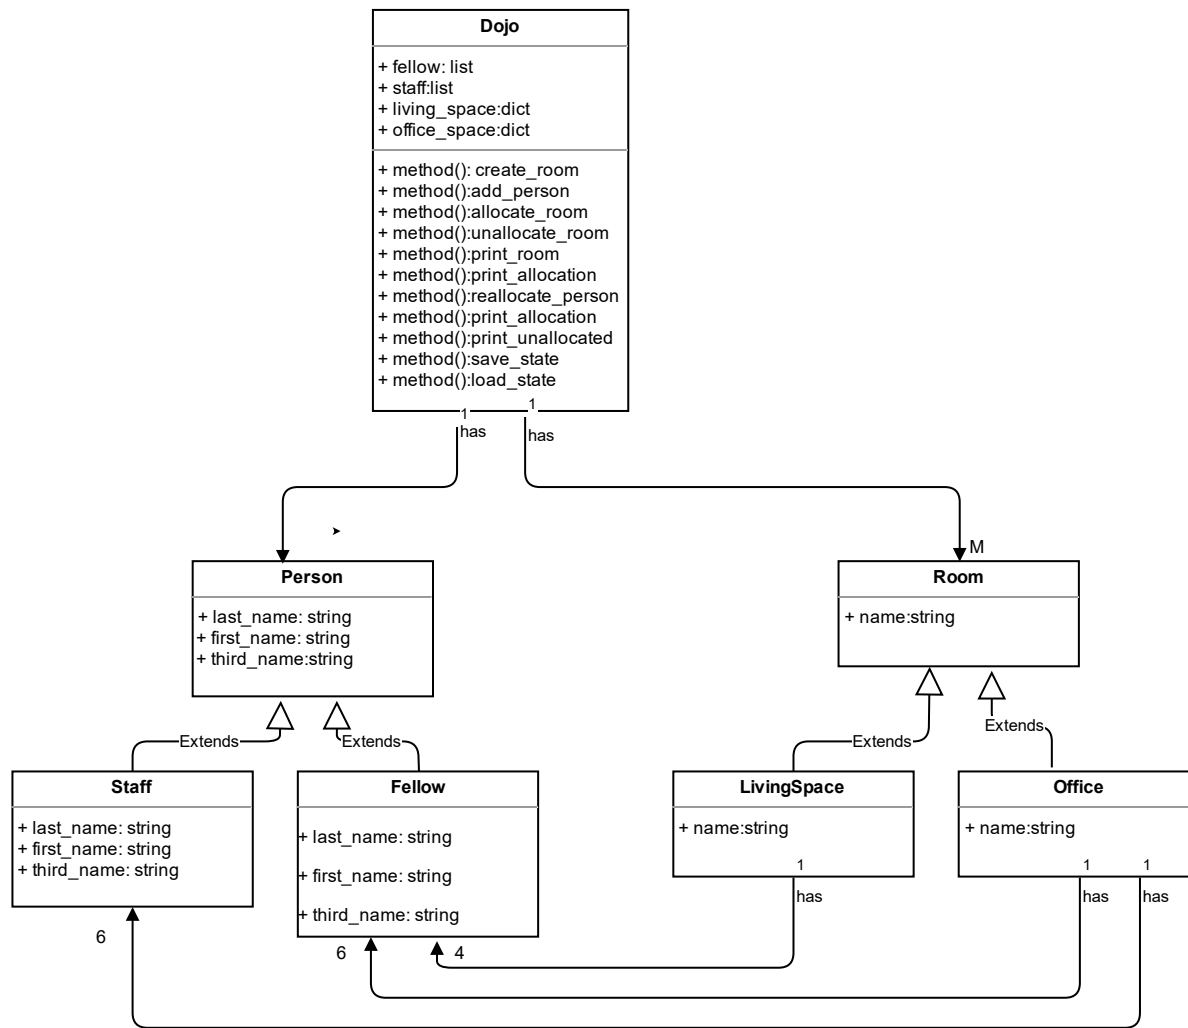 Dojo
+ fellow: list
+ staff:list
+ living_space:dict
+ office_space:dict
+ method(): create_room
+ method():add_person
+ method():allocate_room
+ method():unallocate_room
+ method():print_room
+ method():print_allocation
+ method():reallocate_person
+ method():print_allocation
+ method():print_unallocated
+ method():save_state
+ method():load_state
1
has
1
has
M
Person
+ last_name: string
+ first_name: string
+ third_name:string
Room
+ name:string
Extends
Extends
Extends
Extends
Staff
+ last_name: string
+ first_name: string
+ third_name: string
6
Fellow
+ last_name: string
+ first_name: string
+ third_name: string
6
4
LivingSpace
+ name:string
1
has
Office
+ name:string
1
has
1
has